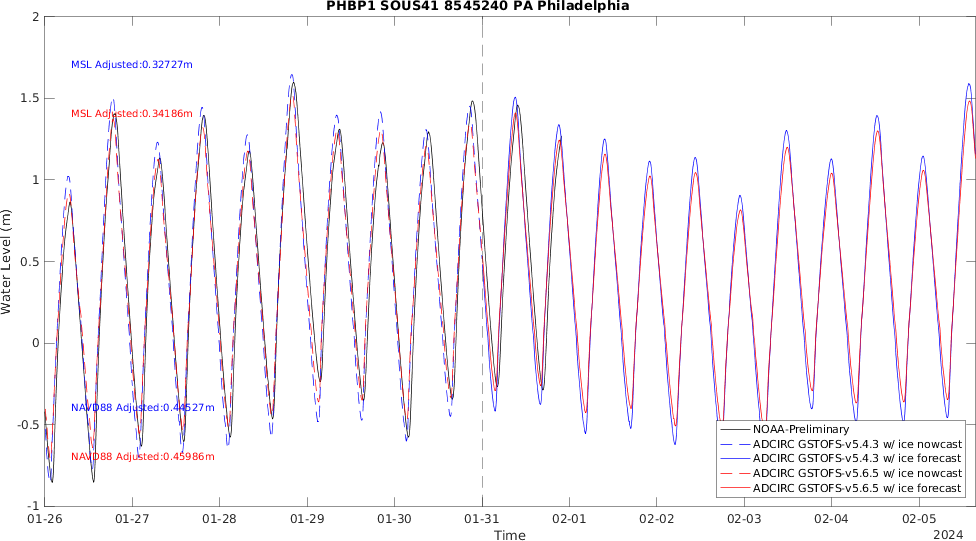 PHBP1 SOUS41 8545240 PA Philadelphia
2
1.5
1
0.5
0
-0.5
-1
Water Level (m)
MSL Adjusted:0.32727m
MSL Adjusted:0.34186m
NAVD88 Adjusted:0.44527m
NAVD88 Adjusted:0.45986m
NOAA-Preliminary
ADCIRC GSTOFS-v5.4.3 w/ ice nowcast
ADCIRC GSTOFS-v5.4.3 w/ ice forecast
ADCIRC GSTOFS-v5.6.5 w/ ice nowcast
ADCIRC GSTOFS-v5.6.5 w/ ice forecast
01-26 01-27 01-28 01-29 01-30 01-31 02-01 02-02 02-03 02-04 02-05
Time
2024